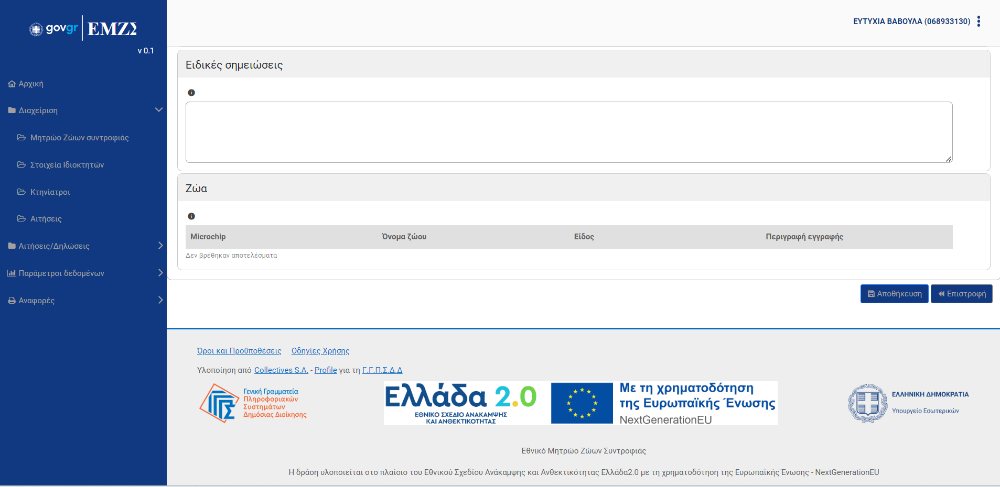 govgr ΕΜΖΣ
v 0.1
ΕΥΤΥΧΙΑ ΒΑΒΟΥΛΑ (068933130)
Αρχική
Διαχείριση
Μητρώο Ζώων συντροφιάς
Στοιχεία Ιδιοκτητών
Κτηνίατροι
Αιτήσεις
Αιτήσεις/Δηλώσεις
Παράμετροι δεδομένων
Αναφορές
Ειδικές σημειώσεις
Ζώα
Microchip Όνομα ζώου Είδος Περιγραφή εγγραφής
Δεν βρέθηκαν αποτελέσματα
Αποθήκευση Επιστροφή
Όροι και Προϋποθέσεις Οδηγίες Χρήσης
Υλοποίηση από Collectives S.A. - Profile για τη Γ.Γ.Π.Σ.Δ.Δ
Γενική Γραμματεία
Πληροφοριακών
Συστημάτων
Δημόσιας Διοίκησης
Ελλάδα 2.0
ΕΘΝΙΚΟ ΣΧΕΔΙΟ ΑΝΑΚΑΜΨΗΣ
ΚΑΙ ΑΝΘΕΚΤΙΚΟΤΗΤΑΣ
Με τη χρηματοδότηση
της Ευρωπαϊκής Ένωσης
NextGenerationEU
ΕΛΛΗΝΙΚΗ ΔΗΜΟΚΡΑΤΙΑ
Υπουργείο Εσωτερικών
Εθνικό Μητρώο Ζώων Συντροφιάς
Η δράση υλοποιείται στο πλαίσιο του Εθνικού Σχεδίου Ανάκαμψης και Ανθεκτικότητας Ελλάδα2.0 με τη χρηματοδότηση της Ευρωπαϊκής Ένωσης - NextGenerationEU